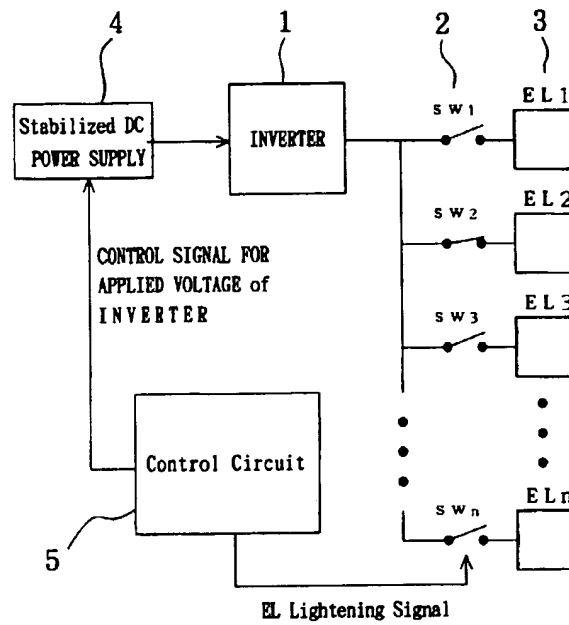 4
1
2
3
Stabilized DC
POWER SUPPLY
INVERTER
SW1
EL1
SW2
EL2
SW3
EL3
CONTROL SIGNAL FOR
APPLIED VOLTAGE of
INVERTER
Control Circuit
5
SWn
ELn
EL Lightening Signal